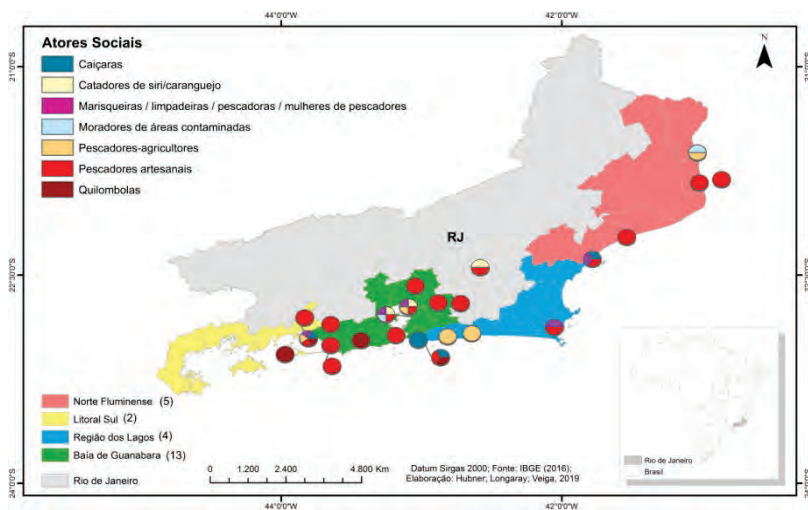 44°0'0"W
42°0'0"W
21°0'0"S
22°30'0"S
24°0'0"S
21°0'0"S
22°30'0"S
24°0'0"S
N
Atores Sociais
Caiçaras
Catadores de siri/caranguejo
Marisqueiras / limpadeiras / pescadoras / mulheres de pescadores
Moradores de áreas contaminadas
Pescadores-agricultores
Pescadores artesanais
Quilombolas
RJ
Norte Fluminense (5)
Litoral Sul (2)
Região dos Lagos (4)
Baía de Guanabara (13)
Rio de Janeiro
0 1.200 2.400 4.800 Km
Datum Sirgas 2000; Fonte: IBGE (2016);
Elaboração: Hubner; Longaray; Veiga, 2019
Rio de Janeiro
Brasil
44°0'0"W
42°0'0"W